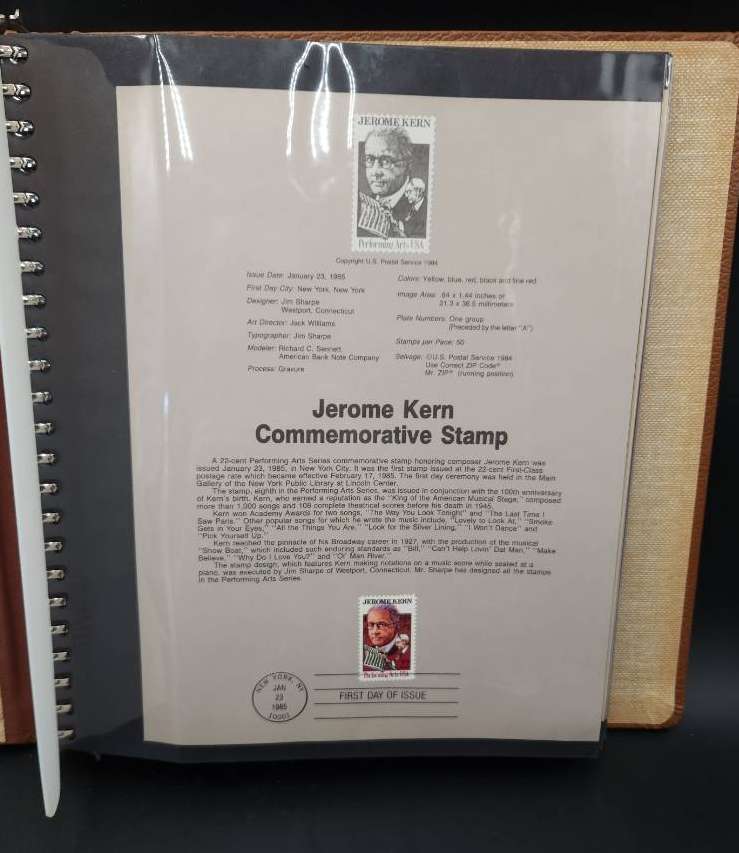 JEROME KERN
Performing Arts USA
Copyright U.S. Postal Service 1984
Issue Date: January 23, 1985
First Day City: New York, New York
Designer: Jim Sharpe
Westport, Connecticut
Art Director: Jack Williams
Typographer: Jim Sharpe
Modeler: Richard C. Sennett
American Bank Note Company
Process: Gravure
Colors: Yellow, blue, red, black and line red
Image Area: .84 x 1.44 inches or
21.3 x 36.5 millimeters
Plate Numbers: One group
(Preceded by the letter "A")
Stamps per Pane: 50
Selvage: ©U.S. Postal Service 1984
Use Correct ZIP Code®
Mr. ZIP® (running position)
Jerome Kern
Commemorative Stamp
A 22-cent Performing Arts Series commemorative stamp honoring composer Jerome Kern was
issued January 23, 1985, in New York City. It was the first stamp issued at the 22-cent First-Class
postage rate which became effective February 17, 1985. The first day ceremony was held in the Main
Gallery of the New York Public Library at Lincoln Center.
The stamp, eighth in the Performing Arts Series, was issued in conjunction with the 100th anniversary
of Kern's birth. Kern, who earned a reputation as the "King of the American Musical Stage," composed
more than 1,000 songs and 108 complete theatrical scores before his death in 1945.
Kern won Academy Awards for two songs, "The Way You Look Tonight" and "The Last Time I
Saw Paris." Other popular songs for which he wrote the music include, "Lovely to Look At," "Smoke
Gets in Your Eyes," "All the Things You Are," "Look for the Silver Lining," "I Won't Dance" and
"Pick Yourself Up."
Kern reached the pinnacle of his Broadway career in 1927, with the production of the musical
"Show Boat," which included such enduring standards as "Bill," "Can't Help Lovin' Dat Man," "Make
Believe," "Why Do I Love You?" and "Ol' Man River."
The stamp design, which features Kern making notations on a music score while seated at a
piano, was executed by Jim Sharpe of Westport, Connecticut. Mr. Sharpe has designed all the stamps
in the Performing Arts Series.
JEROME KERN
Performing Arts USA
NEW YORK, NY
JAN
23
1985
10001
FIRST DAY OF ISSUE